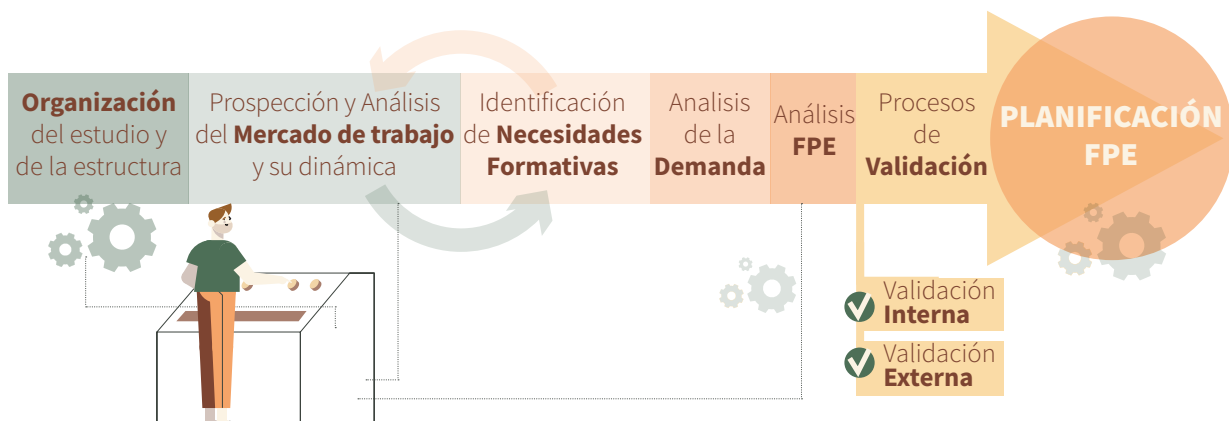 Organización
del estudio y
de la estructura
Prospección y Análisis
del Mercado de trabajo
y su dinámica
Identificación
de Necesidades
Formativas
Analisis
de la
Demanda
Análisis
FPE
Procesos
de
Validación
PLANIFICACIÓN
FPE
Validación
Interna
Validación
Externa